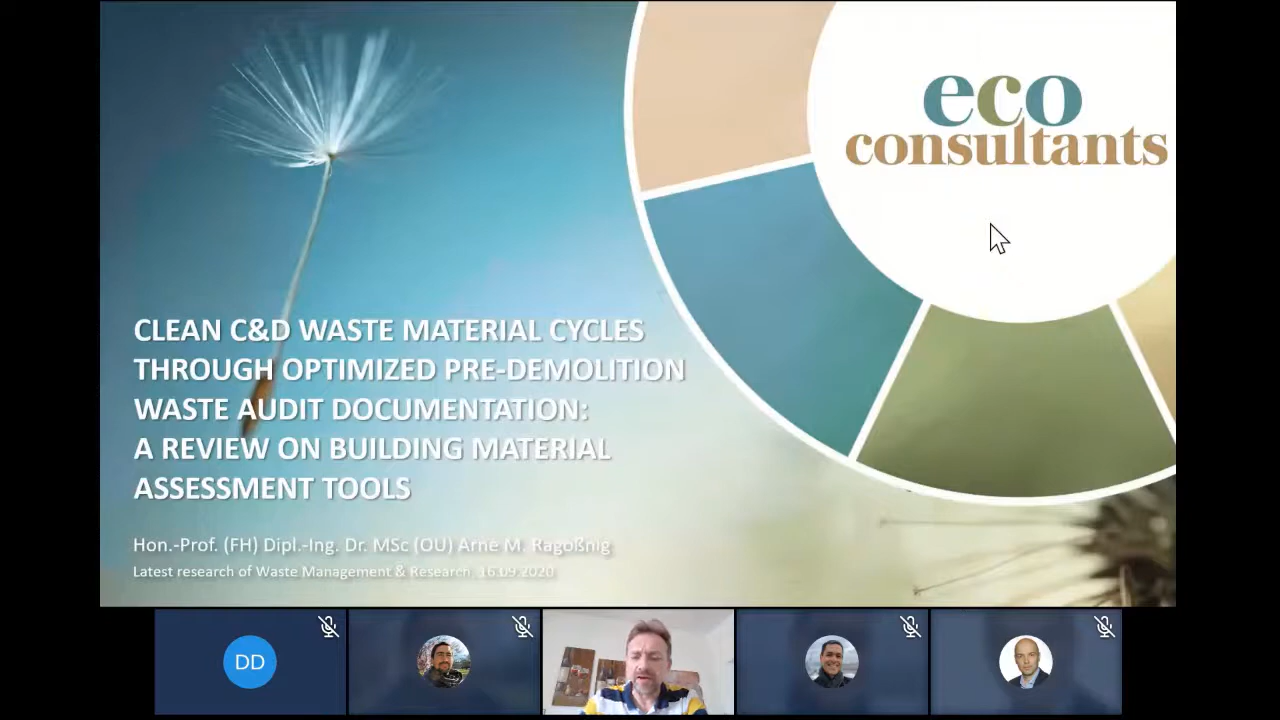 eco
consultants
CLEAN C&D WASTE MATERIAL CYCLES
THROUGH OPTIMIZED PRE-DEMOLITION
WASTE AUDIT DOCUMENTATION:
A REVIEW ON BUILDING MATERIAL
ASSESSMENT TOOLS
Hon.-Prof. (FH) Dipl.-Ing. Dr. MSc (OU) Arne M. Ragoßnig
Latest research of Waste Management & Research, 16.09.2020
DD